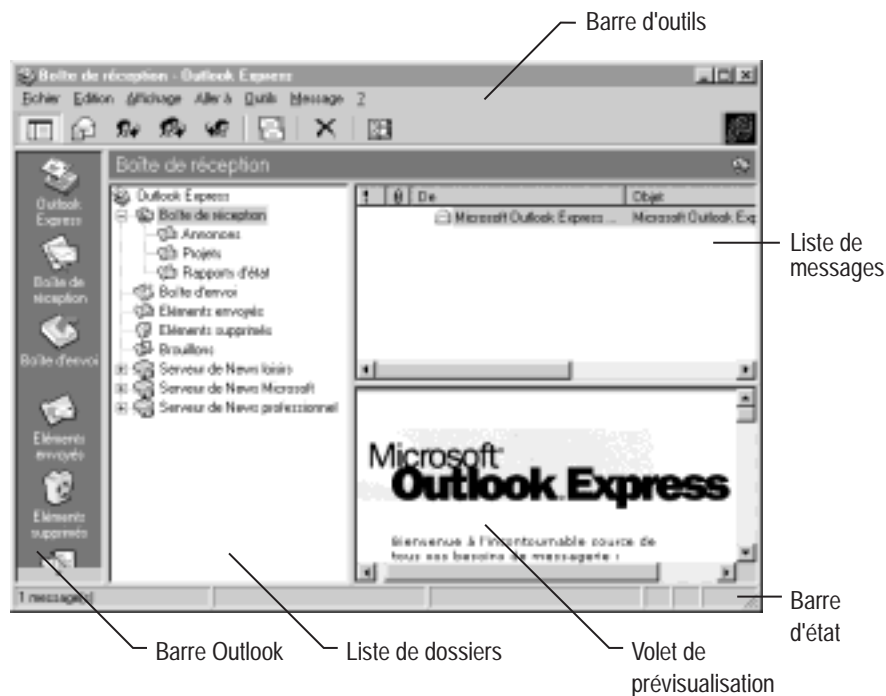 Barre d'outils
Boîte de réception - Outlook Express
Fichier Edition Affichage Aller à Outils Message ?
Boîte de réception
Outlook Express
Boîte de réception
Boîte d'envoi
Eléments envoyés
Eléments supprimés
Outlook Express
Boîte de réception
Annonces
Projets
Rapports d'état
Boîte d'envoi
Eléments envoyés
Eléments supprimés
Brouillons
Serveur de News loisirs
Serveur de News Microsoft
Serveur de News professionnel
! De Objet
Microsoft Outlook Express ... Microsoft Outlook Exp
Liste de
messages
Microsoft
Outlook Express
Bienvenue à l'incontournable source de
tous vos besoins de messagerie :
1 message(s)
Barre
d'état
Barre Outlook
Liste de dossiers
Volet de
prévisualisation